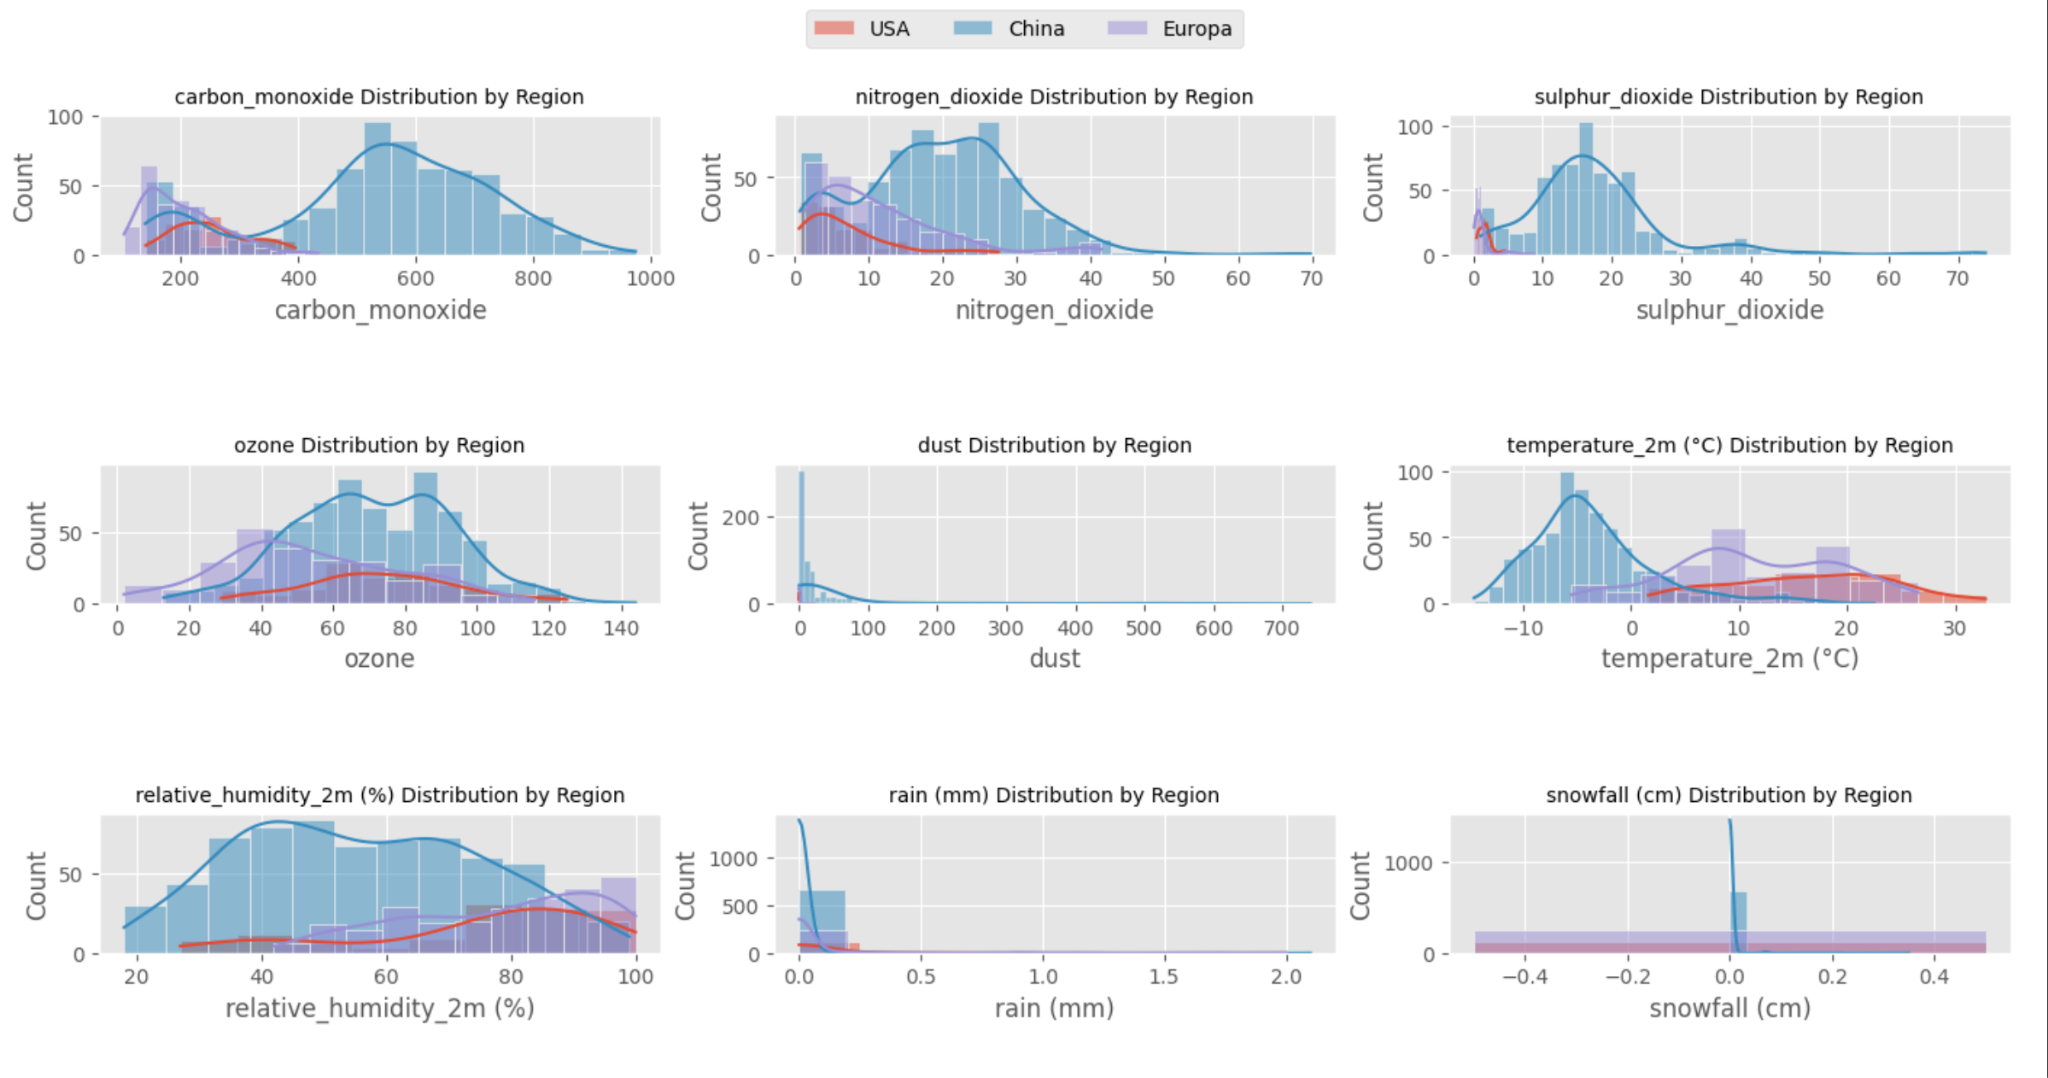 USA China Europa
carbon_monoxide Distribution by Region
nitrogen_dioxide Distribution by Region
sulphur_dioxide Distribution by Region
100
50
0
Count
200 400 600 800 1000
carbon_monoxide
50
0
Count
0 10 20 30 40 50 60 70
nitrogen_dioxide
100
50
0
Count
0 10 20 30 40 50 60 70
sulphur_dioxide
ozone Distribution by Region
dust Distribution by Region
temperature_2m (°C) Distribution by Region
50
0
Count
0 20 40 60 80 100 120 140
ozone
200
0
Count
0 100 200 300 400 500 600 700
dust
100
50
0
Count
−10 0 10 20 30
temperature_2m (°C)
relative_humidity_2m (%) Distribution by Region
rain (mm) Distribution by Region
snowfall (cm) Distribution by Region
50
0
Count
20 40 60 80 100
relative_humidity_2m (%)
1000
500
0
Count
0.0 0.5 1.0 1.5 2.0
rain (mm)
1000
0
Count
−0.4 −0.2 0.0 0.2 0.4
snowfall (cm)